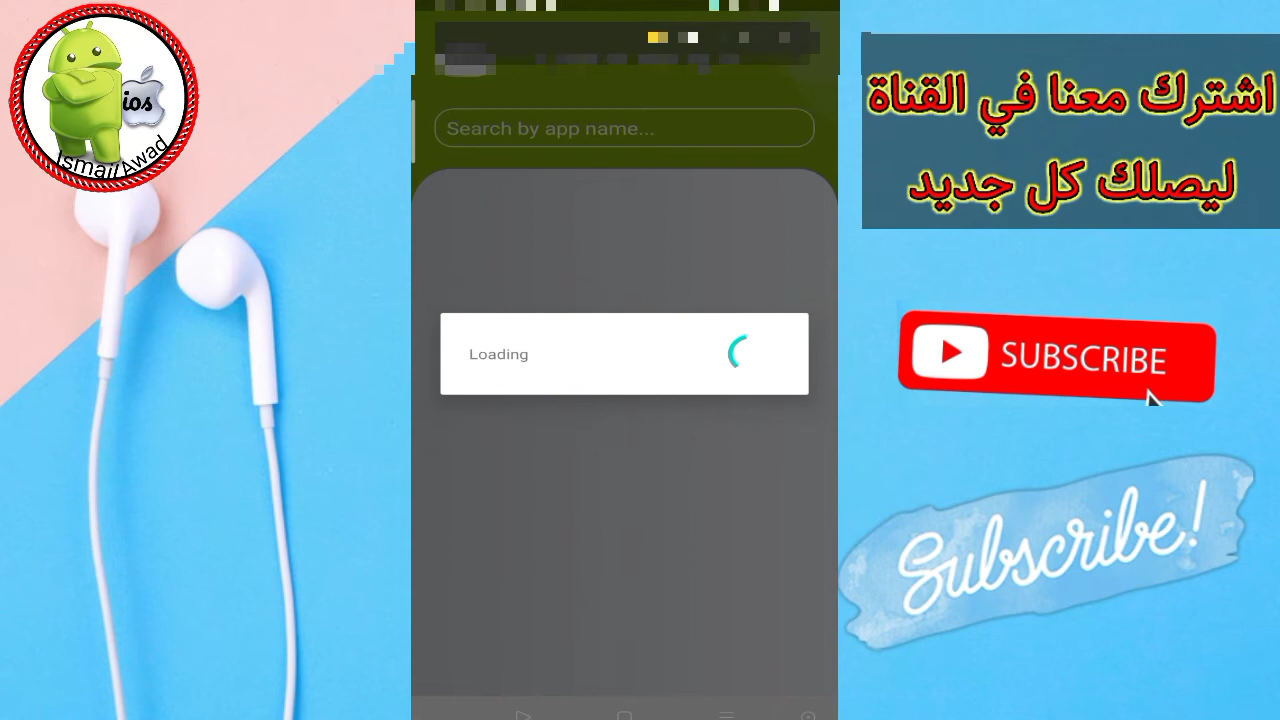 ios
Ismail Awad
Search by app name...
Loading
اشترك معنا في القناة
ليصلك كل جديد
SUBSCRIBE
Subscribe!